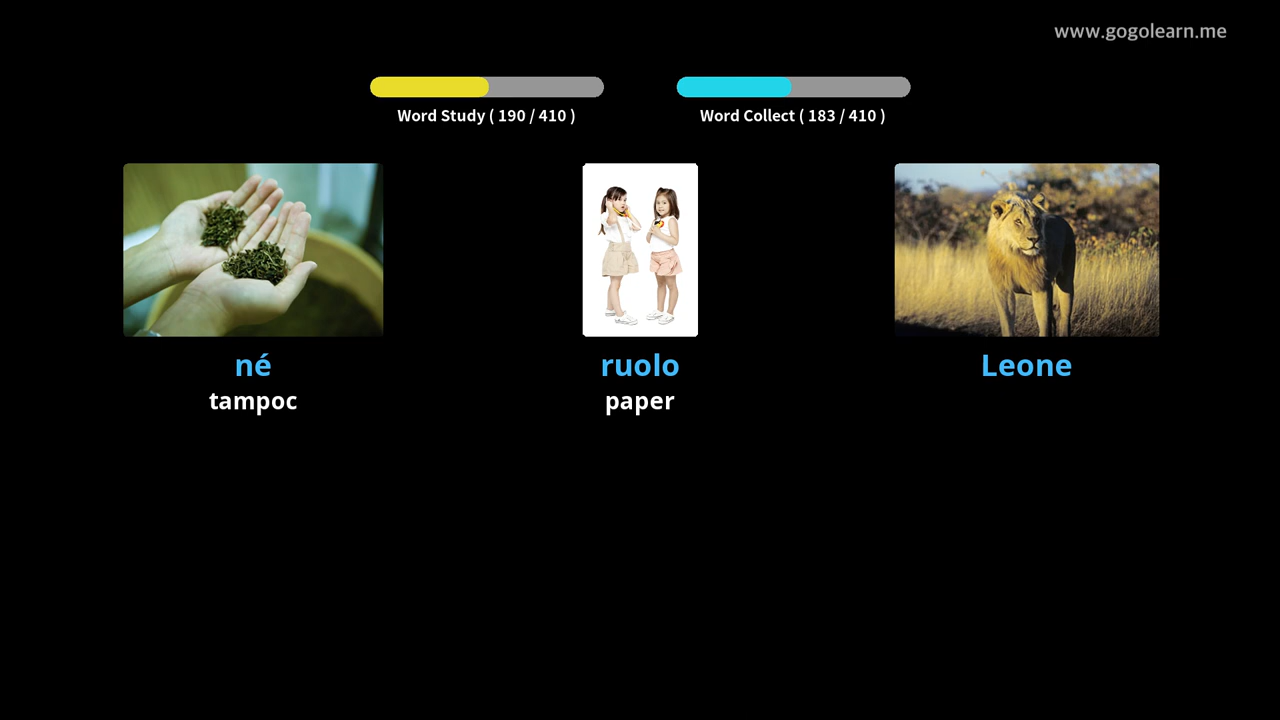 www.gogolearn.me
Word Study ( 190 / 410 )
Word Collect ( 183 / 410 )
né
tampoc
ruolo
paper
Leone